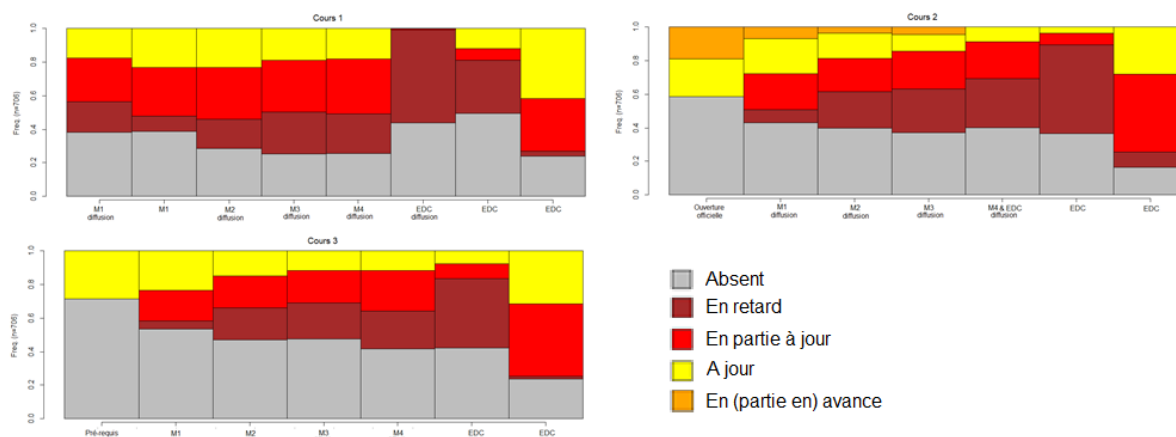 Cours 1
1.0
0.8
0.6
0.4
0.2
0.0
Freq. (n=706)
M1
diffusion
M1
M2
diffusion
M3
diffusion
M4
diffusion
EDC
diffusion
EDC
EDC
Cours 2
1.0
0.8
0.6
0.4
0.2
0.0
Freq. (n=706)
Ouverture
officielle
M1
diffusion
M2
diffusion
M3
diffusion
M4 & EDC
diffusion
EDC
EDC
Cours 3
1.0
0.8
0.6
0.4
0.2
0.0
Freq. (n=706)
Pré-requis
M1
M2
M3
M4
EDC
EDC
Absent
En retard
En partie à jour
A jour
En (partie en) avance